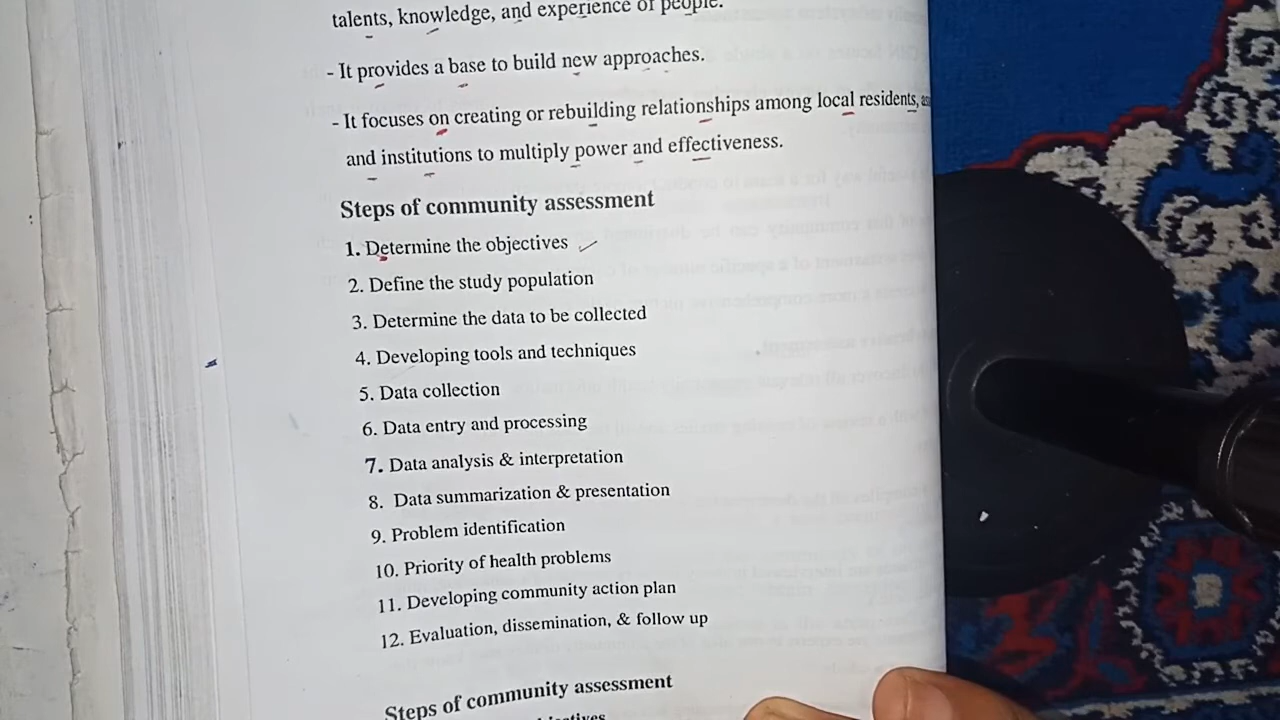 talents, knowledge, and experience of people.
- It provides a base to build new approaches.
- It focuses on creating or rebuilding relationships among local residents,
and institutions to multiply power and effectiveness.
Steps of community assessment
1. Determine the objectives
2. Define the study population
3. Determine the data to be collected
4. Developing tools and techniques
5. Data collection
6. Data entry and processing
7. Data analysis & interpretation
8. Data summarization & presentation
9. Problem identification
10. Priority of health problems
11. Developing community action plan
12. Evaluation, dissemination, & follow up
Steps of community assessment